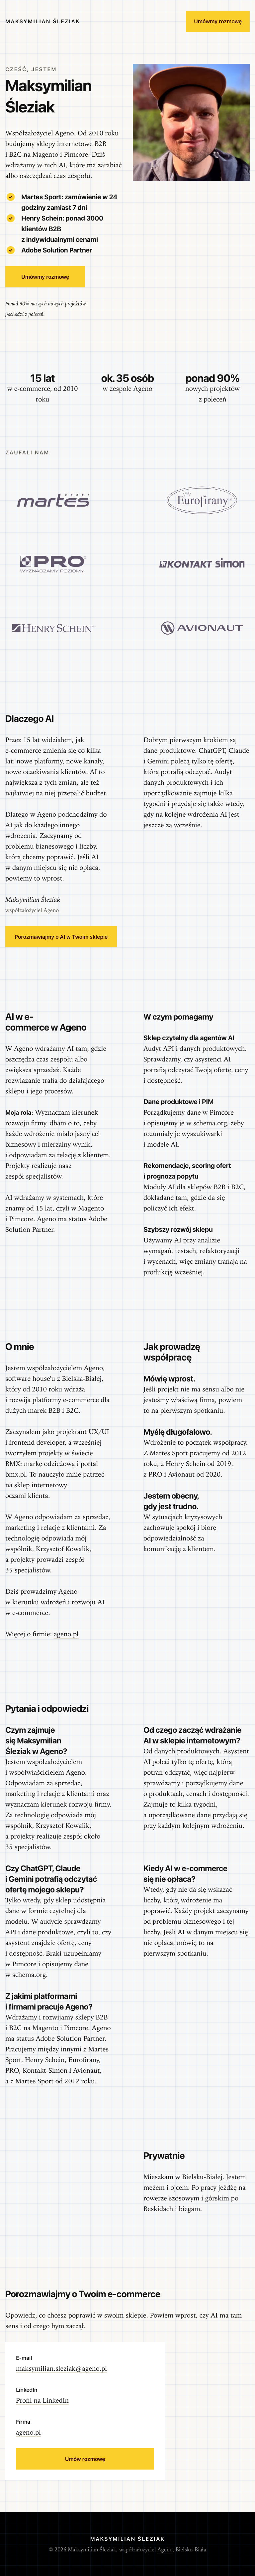 MAKSYMILIAN ŚLEZIAK
Umówmy rozmowę
CZEŚĆ, JESTEM
Maksymilian
Śleziak
Współzałożyciel Ageno. Od 2010 roku
budujemy sklepy internetowe B2B
i B2C na Magento i Pimcore. Dziś
wdrażamy w nich AI, które ma zarabiać
albo oszczędzać czas zespołu.
Martes Sport: zamówienie w 24
godziny zamiast 7 dni
Henry Schein: ponad 3000
klientów B2B
z indywidualnymi cenami
Adobe Solution Partner
Umówmy rozmowę
Ponad 90% naszych nowych projektów
pochodzi z poleceń.
15 lat
w e-commerce, od 2010
roku
ok. 35 osób
w zespole Ageno
ponad 90%
nowych projektów
z poleceń
ZAUFALI NAM
martes
SPORT
Eurofirany
PRO
WYZNACZAMY POZIOMY
KONTAKT simon
HENRY SCHEIN
AVIONAUT
Dlaczego AI
Przez 15 lat widziałem, jak
e-commerce zmienia się co kilka
lat: nowe platformy, nowe kanały,
nowe oczekiwania klientów. AI to
największa z tych zmian, ale też
najłatwiej na niej przepalić budżet.
Dlatego w Ageno podchodzimy do
AI jak do każdego innego
wdrożenia. Zaczynamy od
problemu biznesowego i liczby,
którą chcemy poprawić. Jeśli AI
w danym miejscu się nie opłaca,
powiemy to wprost.
Maksymilian Śleziak
współzałożyciel Ageno
Porozmawiajmy o AI w Twoim sklepie
Dobrym pierwszym krokiem są
dane produktowe. ChatGPT, Claude
i Gemini polecą tylko tę ofertę,
którą potrafią odczytać. Audyt
danych produktowych i ich
uporządkowanie zajmuje kilka
tygodni i przydaje się także wtedy,
gdy na kolejne wdrożenia AI jest
jeszcze za wcześnie.
AI w e-
commerce w Ageno
W Ageno wdrażamy AI tam, gdzie
oszczędza czas zespołu albo
zwiększa sprzedaż. Każde
rozwiązanie trafia do działającego
sklepu i jego procesów.
Moja rola: Wyznaczam kierunek
rozwoju firmy, dbam o to, żeby
każde wdrożenie miało jasny cel
biznesowy i mierzalny wynik,
i odpowiadam za relację z klientem.
Projekty realizuje nasz
zespół specjalistów.
AI wdrażamy w systemach, które
znamy od 15 lat, czyli w Magento
i Pimcore. Ageno ma status Adobe
Solution Partner.
W czym pomagamy
Sklep czytelny dla agentów AI
Audyt API i danych produktowych.
Sprawdzamy, czy asystenci AI
potrafią odczytać Twoją ofertę, ceny
i dostępność.
Dane produktowe i PIM
Porządkujemy dane w Pimcore
i opisujemy je w schema.org, żeby
rozumiały je wyszukiwarki
i modele AI.
Rekomendacje, scoring ofert
i prognoza popytu
Moduły AI dla sklepów B2B i B2C,
dokładane tam, gdzie da się
policzyć ich efekt.
Szybszy rozwój sklepu
Używamy AI przy analizie
wymagań, testach, refaktoryzacji
i wycenach, więc zmiany trafiają na
produkcję wcześniej.
O mnie
Jestem współzałożycielem Ageno,
software house'u z Bielska-Białej,
który od 2010 roku wdraża
i rozwija platformy e-commerce dla
dużych marek B2B i B2C.
Zaczynałem jako projektant UX/UI
i frontend developer, a wcześniej
tworzyłem projekty w świecie
BMX: markę odzieżową i portal
bmx.pl. To nauczyło mnie patrzeć
na sklep internetowy
oczami klienta.
W Ageno odpowiadam za sprzedaż,
marketing i relacje z klientami. Za
technologię odpowiada mój
wspólnik, Krzysztof Kowalik,
a projekty prowadzi zespół
35 specjalistów.
Dziś prowadzimy Ageno
w kierunku wdrożeń i rozwoju AI
w e-commerce.
Więcej o firmie: ageno.pl
Jak prowadzę
współpracę
Mówię wprost.
Jeśli projekt nie ma sensu albo nie
jesteśmy właściwą firmą, powiem
to na pierwszym spotkaniu.
Myślę długofalowo.
Wdrożenie to początek współpracy.
Z Martes Sport pracujemy od 2012
roku, z Henry Schein od 2019,
z PRO i Avionaut od 2020.
Jestem obecny,
gdy jest trudno.
W sytuacjach kryzysowych
zachowuję spokój i biorę
odpowiedzialność za
komunikację z klientem.
Pytania i odpowiedzi
Czym zajmuje
się Maksymilian
Śleziak w Ageno?
Jestem współzałożycielem
i współwłaścicielem Ageno.
Odpowiadam za sprzedaż,
marketing i relacje z klientami oraz
wyznaczam kierunek rozwoju firmy.
Za technologię odpowiada mój
wspólnik, Krzysztof Kowalik,
a projekty realizuje zespół około
35 specjalistów.
Od czego zacząć wdrażanie
AI w sklepie internetowym?
Od danych produktowych. Asystent
AI poleci tylko tę ofertę, którą
potrafi odczytać, więc najpierw
sprawdzamy i porządkujemy dane
o produktach, cenach i dostępności.
Zajmuje to kilka tygodni,
a uporządkowane dane przydają się
przy każdym kolejnym wdrożeniu.
Czy ChatGPT, Claude
i Gemini potrafią odczytać
ofertę mojego sklepu?
Tylko wtedy, gdy sklep udostępnia
dane w formie czytelnej dla
modelu. W audycie sprawdzamy
API i dane produktowe, czyli to, czy
asystent znajdzie ofertę, ceny
i dostępność. Braki uzupełniamy
w Pimcore i opisujemy dane
w schema.org.
Kiedy AI w e-commerce
się nie opłaca?
Wtedy, gdy nie da się wskazać
liczby, którą wdrożenie ma
poprawić. Każdy projekt zaczynamy
od problemu biznesowego i tej
liczby. Jeśli AI w danym miejscu się
nie opłaca, mówię to na
pierwszym spotkaniu.
Z jakimi platformami
i firmami pracuje Ageno?
Wdrażamy i rozwijamy sklepy B2B
i B2C na Magento i Pimcore. Ageno
ma status Adobe Solution Partner.
Pracujemy między innymi z Martes
Sport, Henry Schein, Eurofirany,
PRO, Kontakt-Simon i Avionaut,
a z Martes Sport od 2012 roku.
Prywatnie
Mieszkam w Bielsku-Białej. Jestem
mężem i ojcem. Po pracy jeżdżę na
rowerze szosowym i górskim po
Beskidach i biegam.
Porozmawiajmy o Twoim e-commerce
Opowiedz, co chcesz poprawić w swoim sklepie. Powiem wprost, czy AI ma tam
sens i od czego bym zaczął.
E-mail
maksymilian.sleziak@ageno.pl
LinkedIn
Profil na LinkedIn
Firma
ageno.pl
Umów rozmowę
MAKSYMILIAN ŚLEZIAK
© 2026 Maksymilian Śleziak, współzałożyciel Ageno, Bielsko-Biała